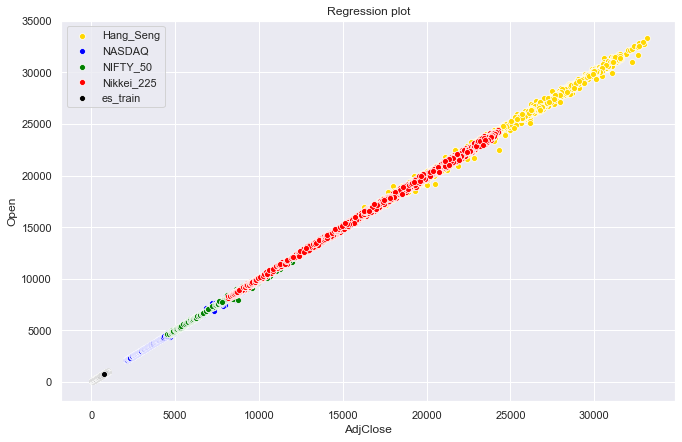 Regression plot
35000
30000
25000
20000
15000
10000
5000
0
Open
Hang_Seng
NASDAQ
NIFTY_50
Nikkei_225
es_train
0
5000
10000
15000
20000
25000
30000
AdjClose